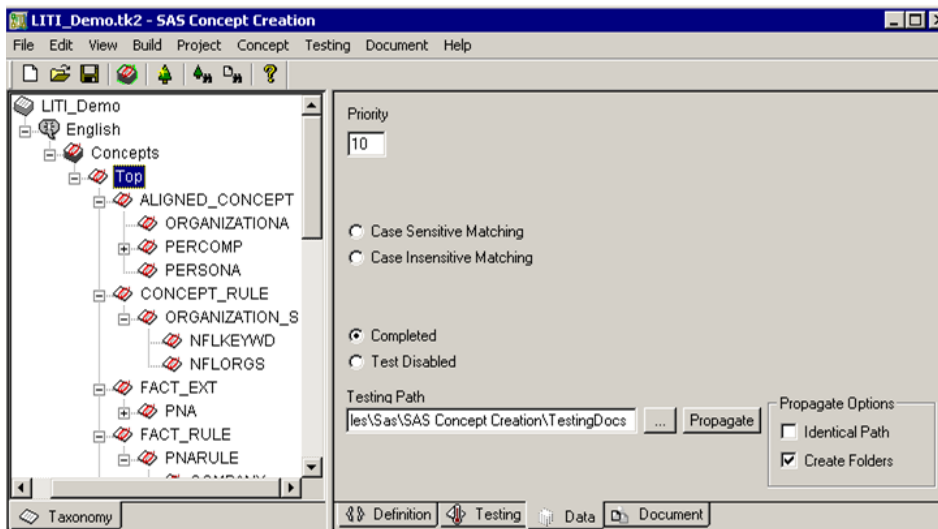 LITI_Demo.tk2 - SAS Concept Creation
File Edit View Build Project Concept Testing Document Help
LITI_Demo
English
Concepts
Top
ALIGNED_CONCEPT
ORGANIZATIONA
PERCOMP
PERSONA
CONCEPT_RULE
ORGANIZATION_S
NFLKEYWD
NFLORGS
FACT_EXT
PNA
FACT_RULE
PNARULE
COMPANY
Taxonomy
Priority
10
Case Sensitive Matching
Case Insensitive Matching
Completed
Test Disabled
Testing Path
les\Sas\SAS Concept Creation\TestingDocs ... Propagate
Propagate Options
Identical Path
Create Folders
Definition Testing Data Document